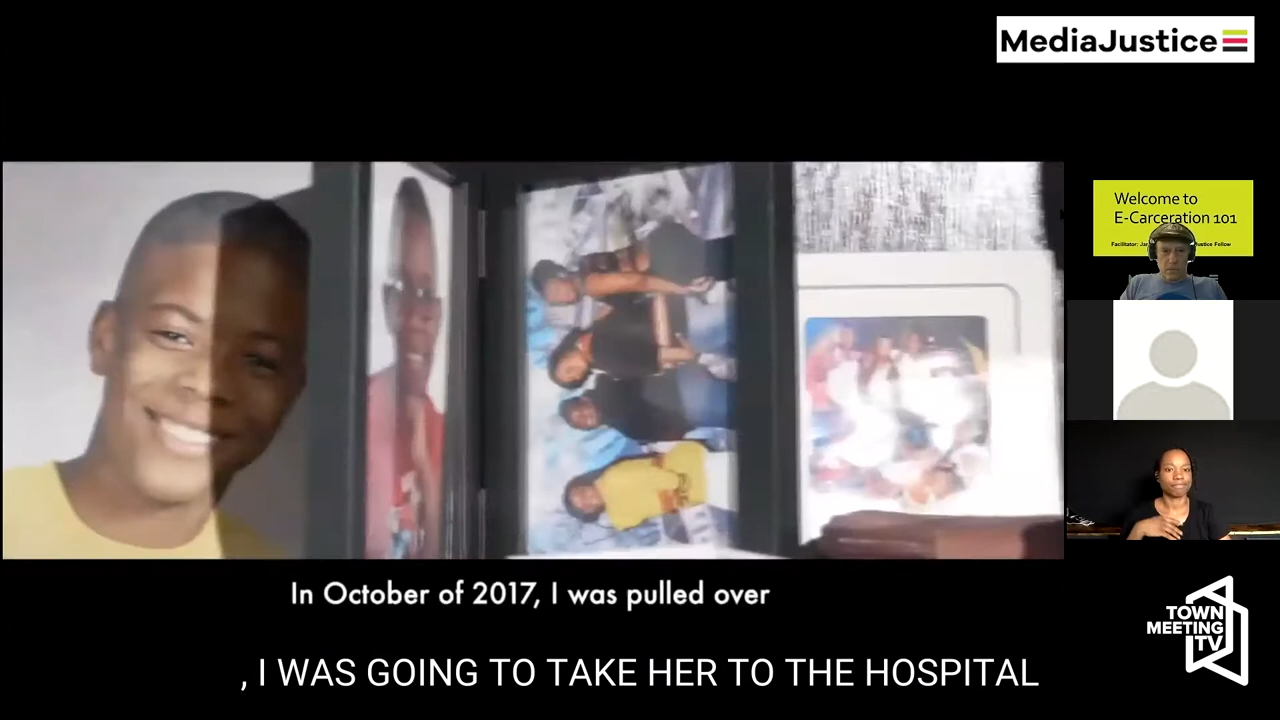 MediaJustice
Welcome to
E-Carceration 101
Facilitator:
In October of 2017, I was pulled over
TOWN
MEETING
TV
, I WAS GOING TO TAKE HER TO THE HOSPITAL